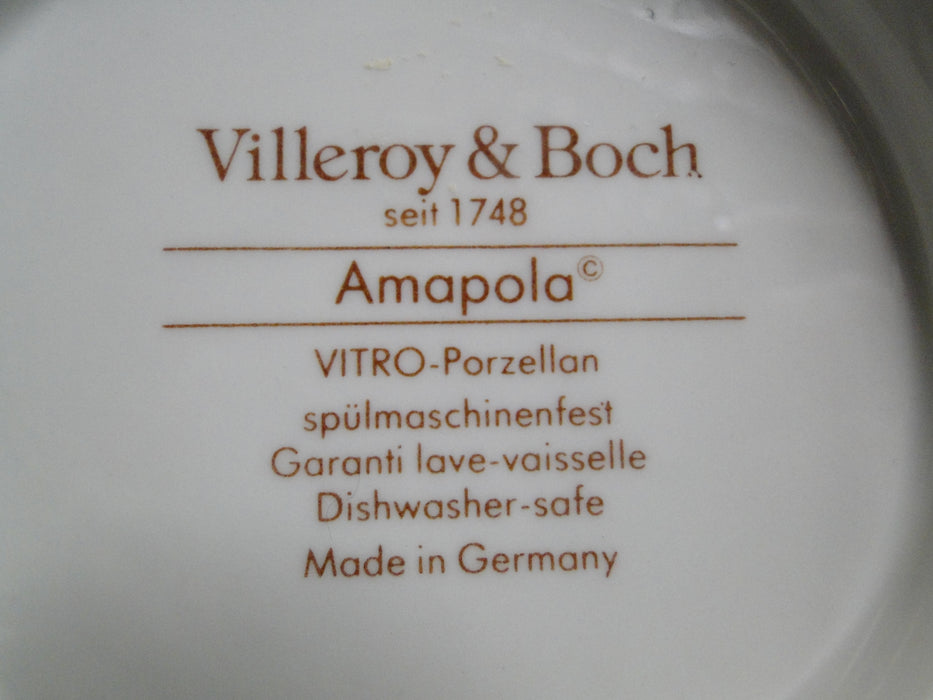 Villeroy & Boch
seit 1748
Amapola©
VITRO-Porzellan
spülmaschinenfest
Garanti lave-vaisselle
Dishwasher-safe
Made in Germany